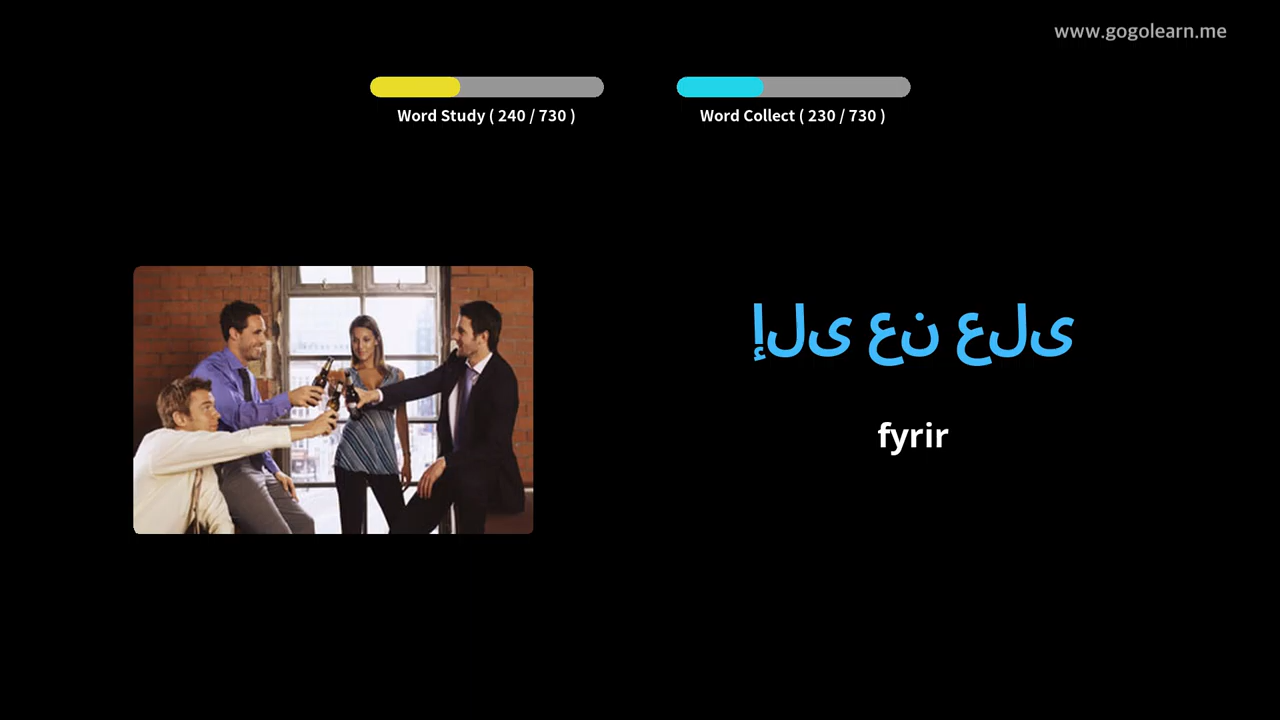 www.gogolearn.me
Word Study ( 240 / 730 )
Word Collect ( 230 / 730 )
إلى عن على
fyrir